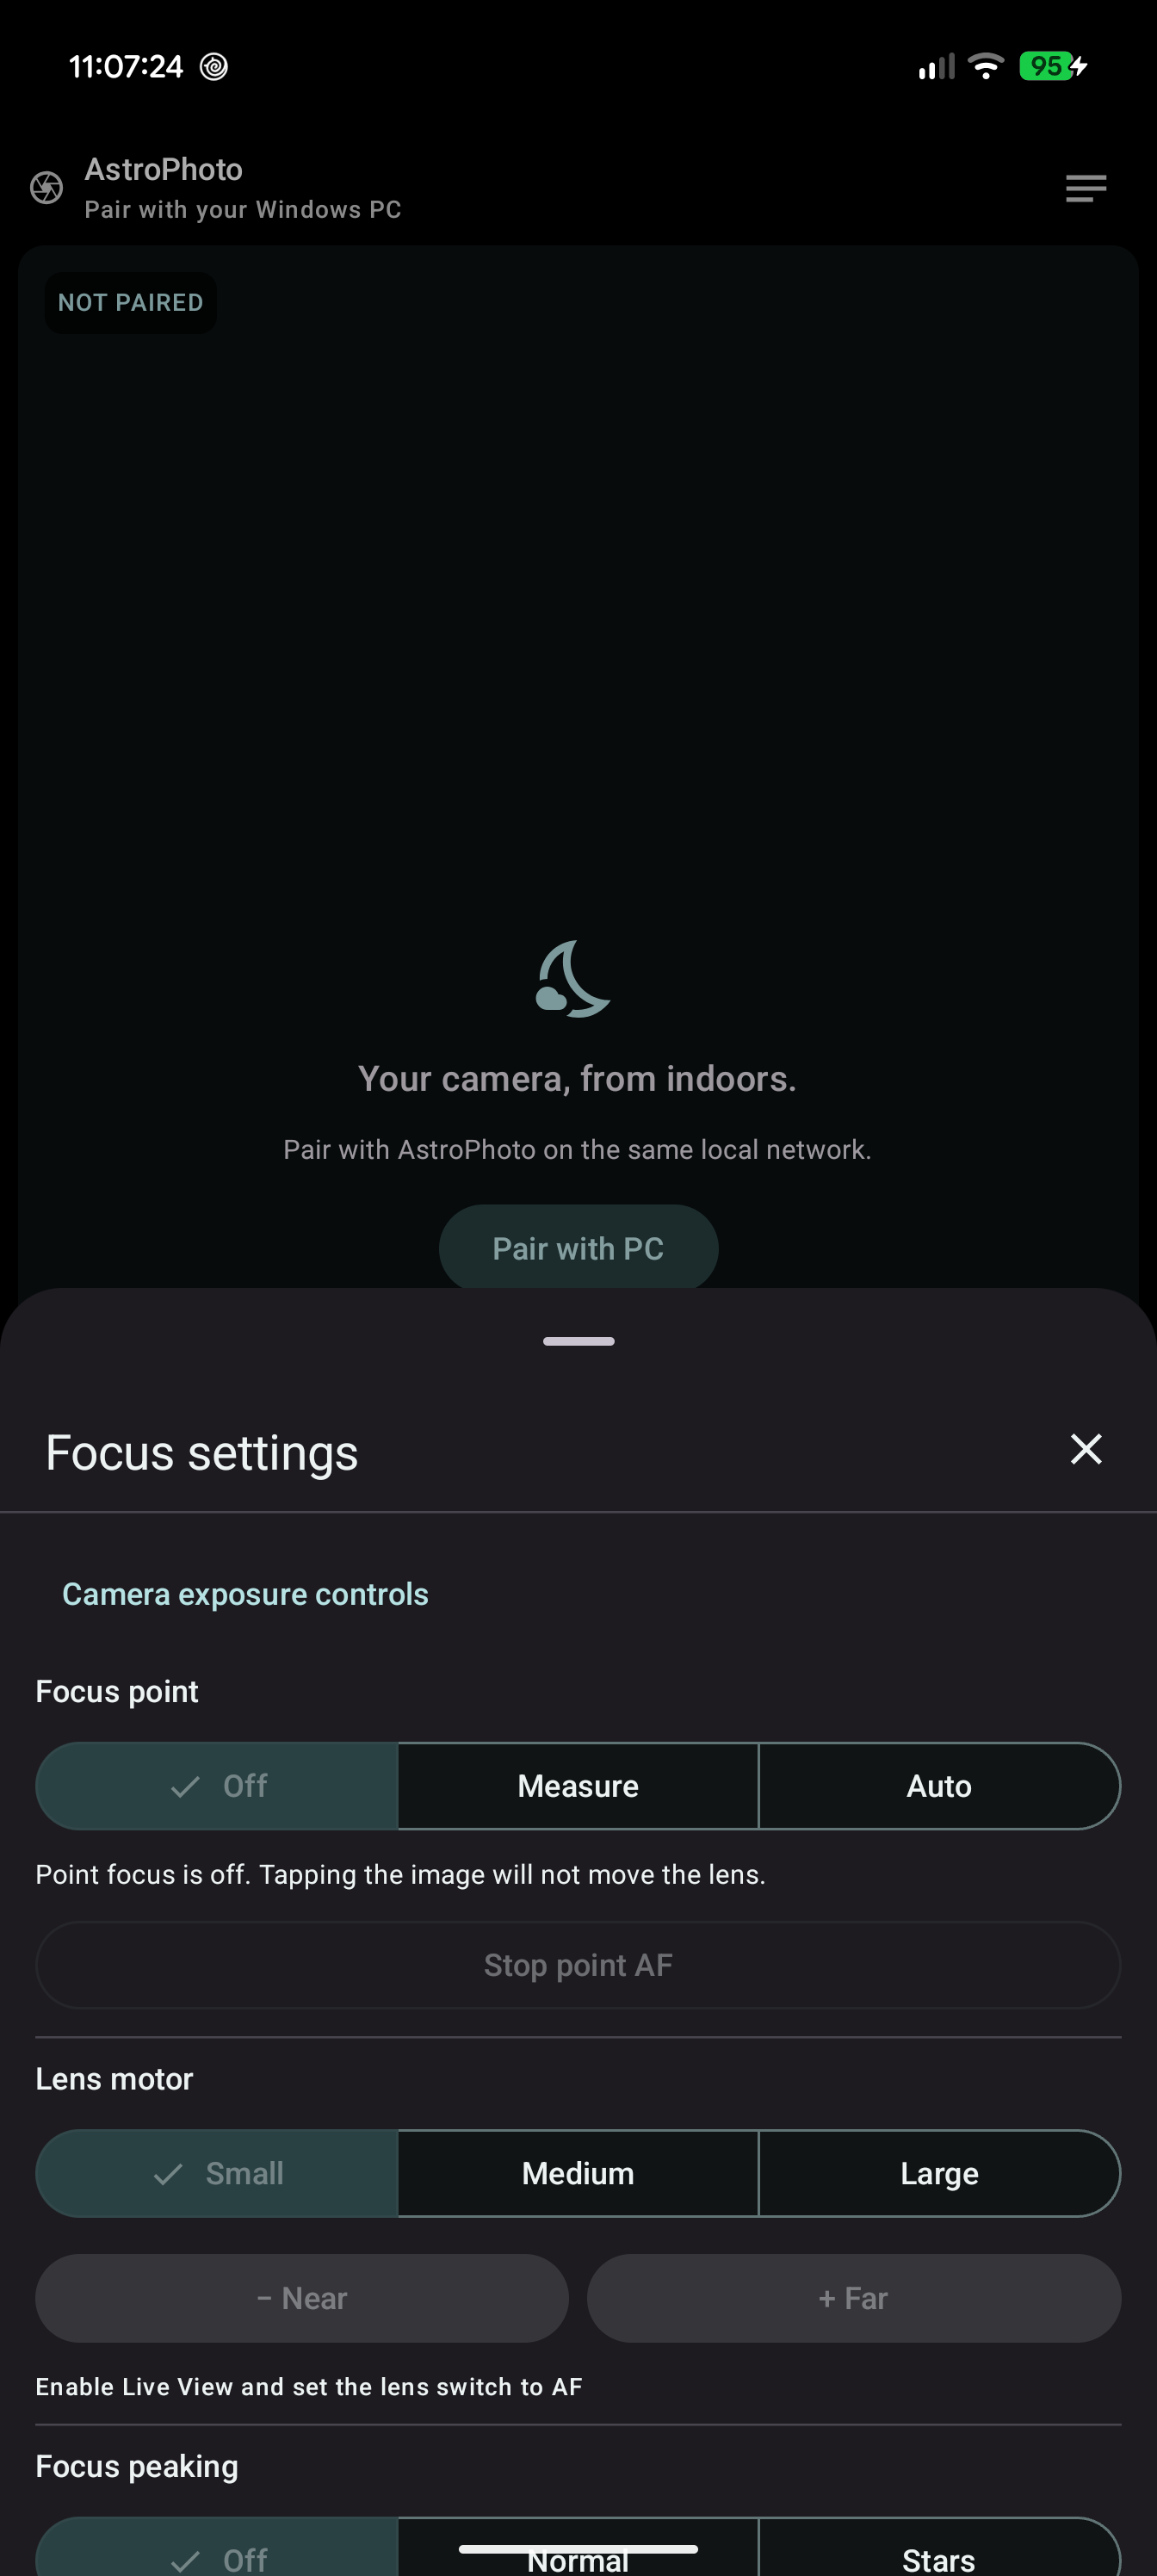 11:07:24
95
AstroPhoto
Pair with your Windows PC
NOT PAIRED
Your camera, from indoors.
Pair with AstroPhoto on the same local network.
Pair with PC
Focus settings
Camera exposure controls
Focus point
Off Measure Auto
Point focus is off. Tapping the image will not move the lens.
Stop point AF
Lens motor
Small Medium Large
− Near + Far
Enable Live View and set the lens switch to AF
Focus peaking
Off Normal Stars